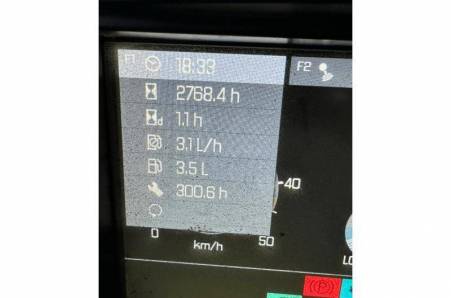 F1 18:33
F2
2768.4 h
d 1.1 h
3.1 L/h
3.5 L
300.6 h
40
0 50
km/h
(P)